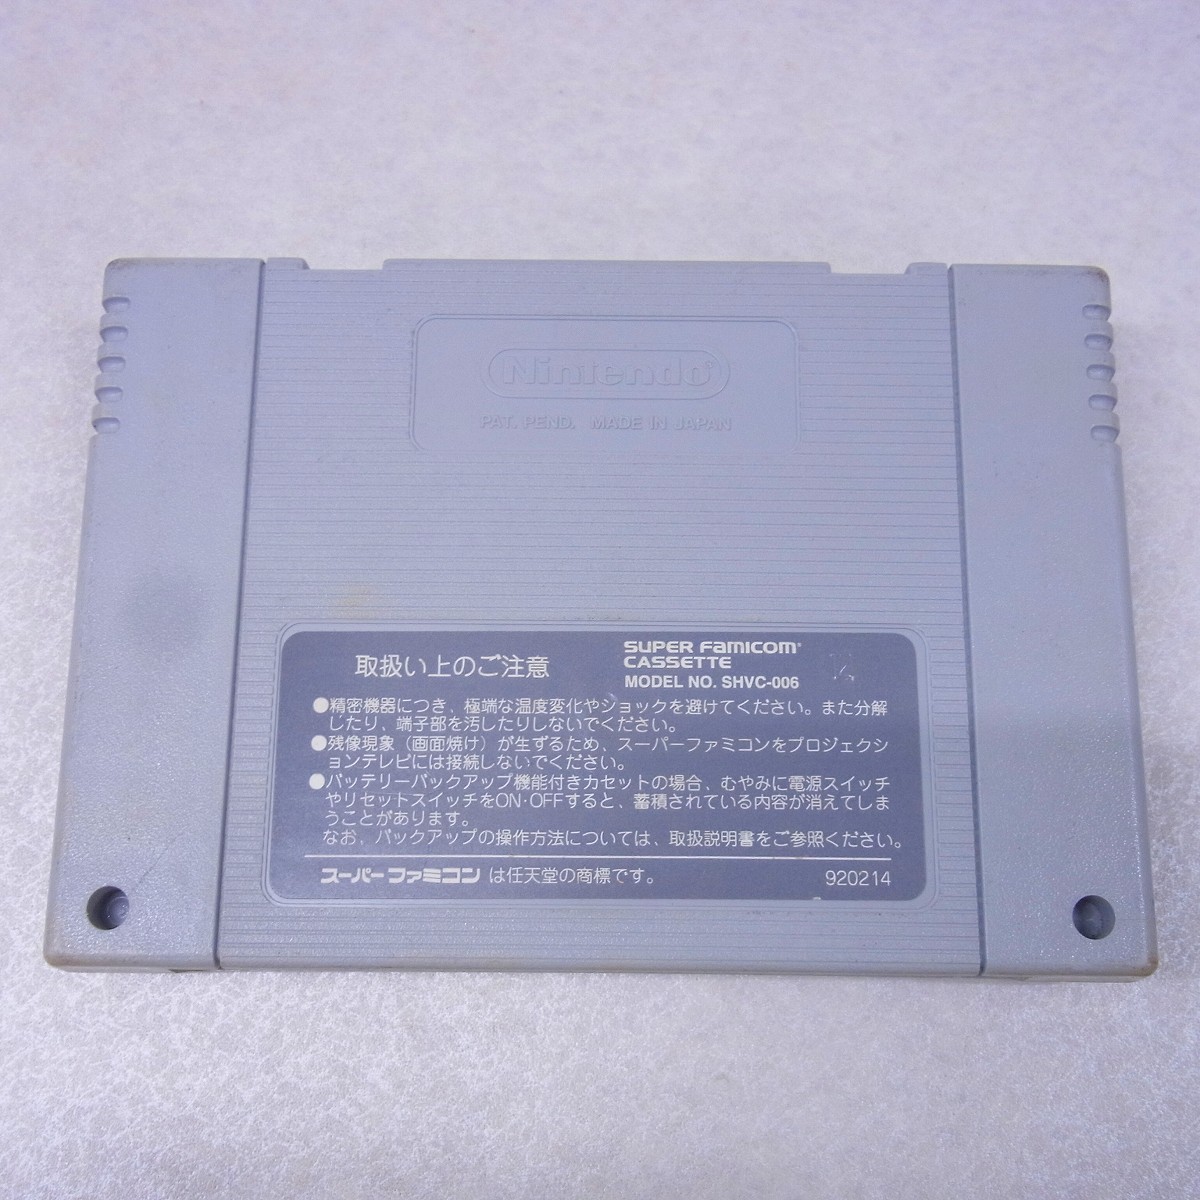 Nintendo
PAT. PEND. MADE IN JAPAN
取扱い上のご注意
SUPER FAMICOM
CASSETTE
MODEL NO. SHVC-006
●精密機器につき、極端な温度変化やショックを避けてください。また分解
じたり、端子部を汚したりしないでください。
●残像現象（画面焼け）が生ずるため、スーパーファミコンをプロジェクシ
ョンテレビには接続しないでください。
●バッテリーバックアップ機能付きカセットの場合、むやみに電源スイッチ
やリセットスイッチをON・OFFすると、蓄積されている内容が消えてしま
うことがあります。
なお、バックアップの操作方法については、取扱説明書をご参照ください。
スーパーファミコン は任天堂の商標です。
920214